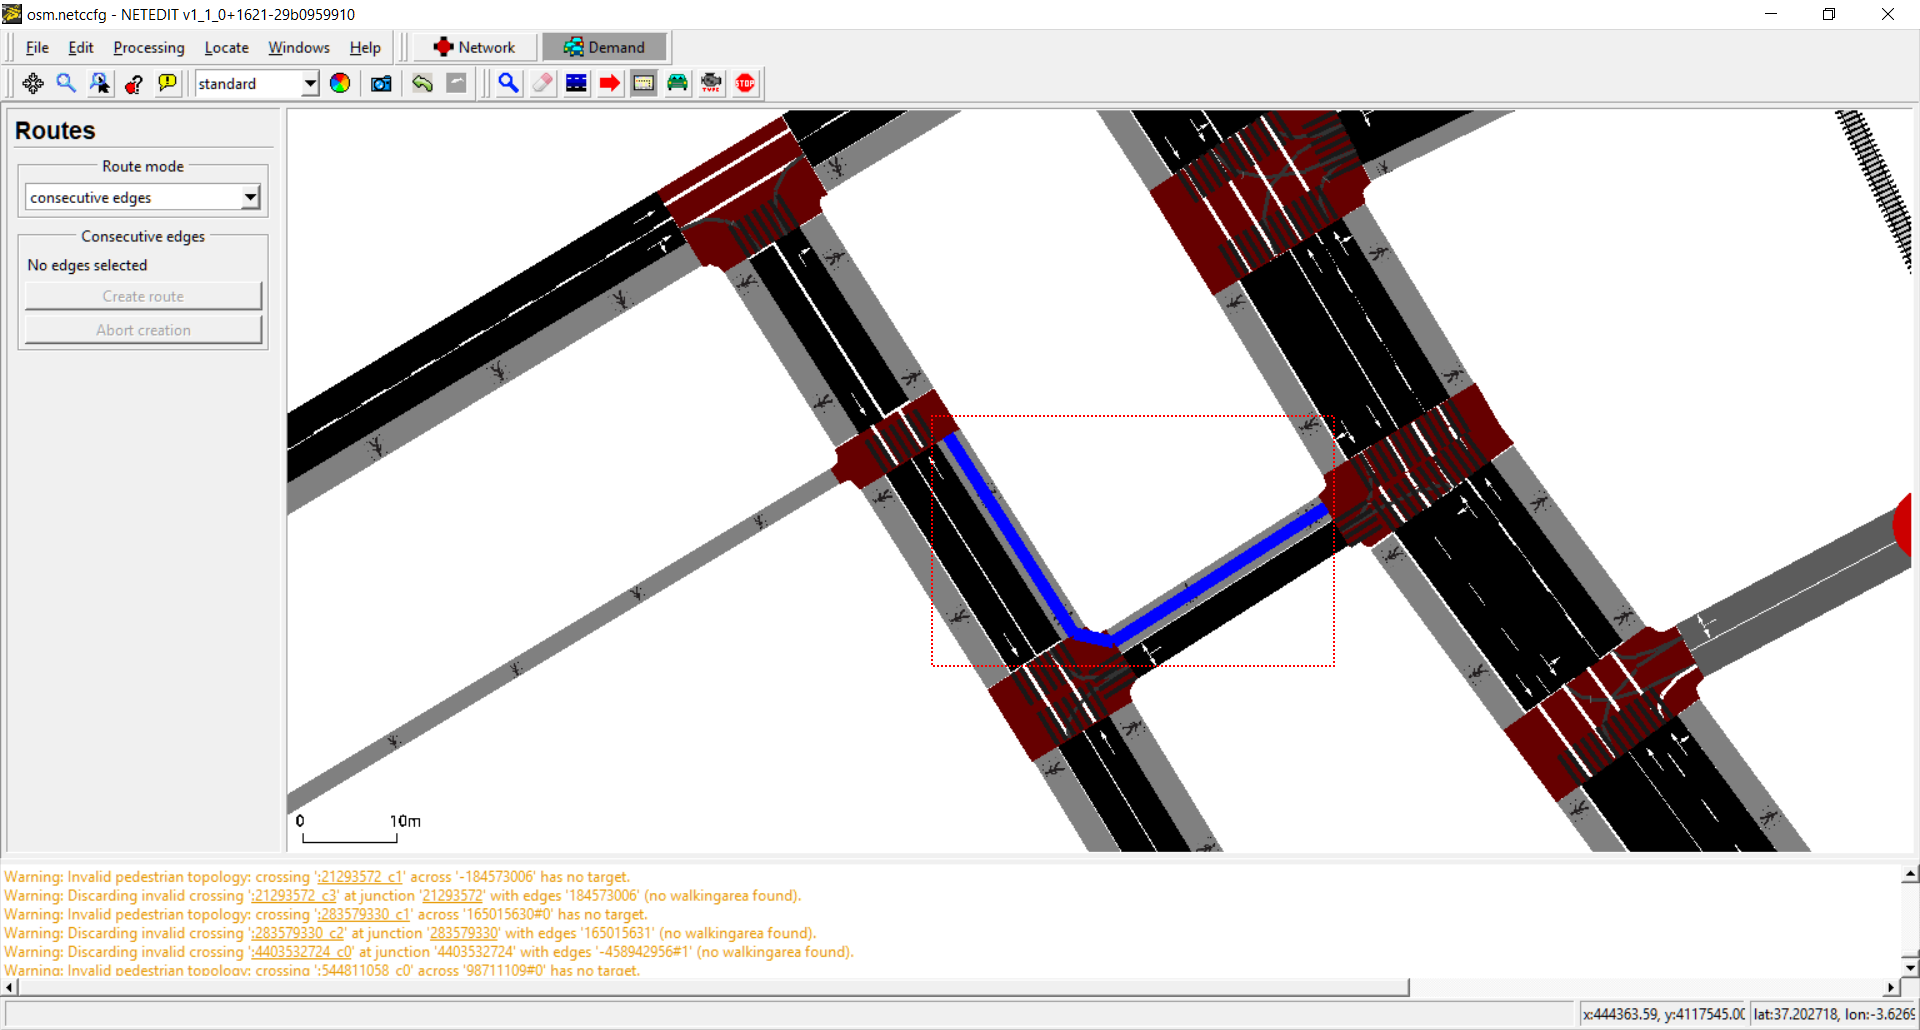 osm.netccfg - NETEDIT v1_1_0+1621-29b0959910
File Edit Processing Locate Windows Help Network Demand
standard TYPE STOP
Routes
Route mode
consecutive edges
Consecutive edges
No edges selected
Create route
Abort creation
0 10m
Warning: Invalid pedestrian topology: crossing ':21293572_c1' across '-184573006' has no target.
Warning: Discarding invalid crossing ':21293572_c3' at junction '21293572' with edges '184573006' (no walkingarea found).
Warning: Invalid pedestrian topology: crossing ':283579330_c1' across '165015630#0' has no target.
Warning: Discarding invalid crossing ':283579330_c2' at junction '283579330' with edges '165015631' (no walkingarea found).
Warning: Discarding invalid crossing ':4403532724_c0' at junction '4403532724' with edges '-458942956#1' (no walkingarea found).
Warning: Invalid pedestrian topology: crossing ':544811058_c0' across '98711109#0' has no target.
x:444363.59, y:4117545.00 lat:37.202718, lon:-3.6269